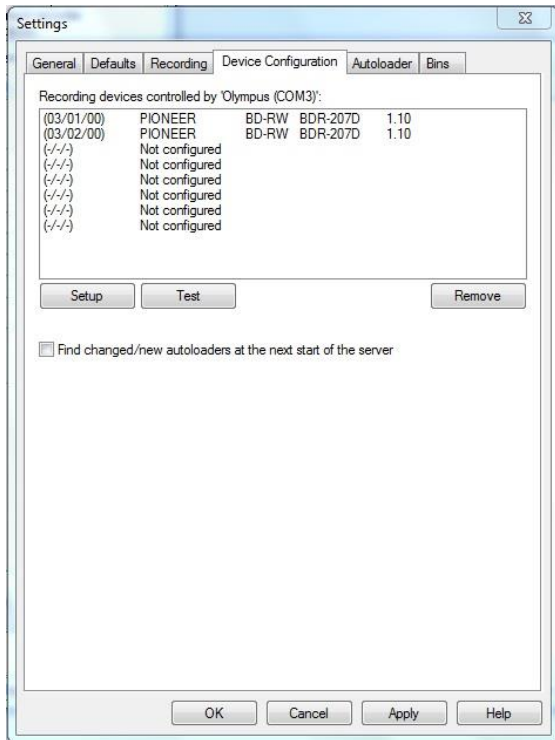 Settings
General Defaults Recording Device Configuration Autoloader Bins
Recording devices controlled by 'Olympus (COM3)':
(03/01/00) PIONEER BD-RW BDR-207D 1.10
(03/02/00) PIONEER BD-RW BDR-207D 1.10
(-/-/-) Not configured
(-/-/-) Not configured
(-/-/-) Not configured
(-/-/-) Not configured
(-/-/-) Not configured
(-/-/-) Not configured
Setup Test Remove
Find changed/new autoloaders at the next start of the server
OK Cancel Apply Help